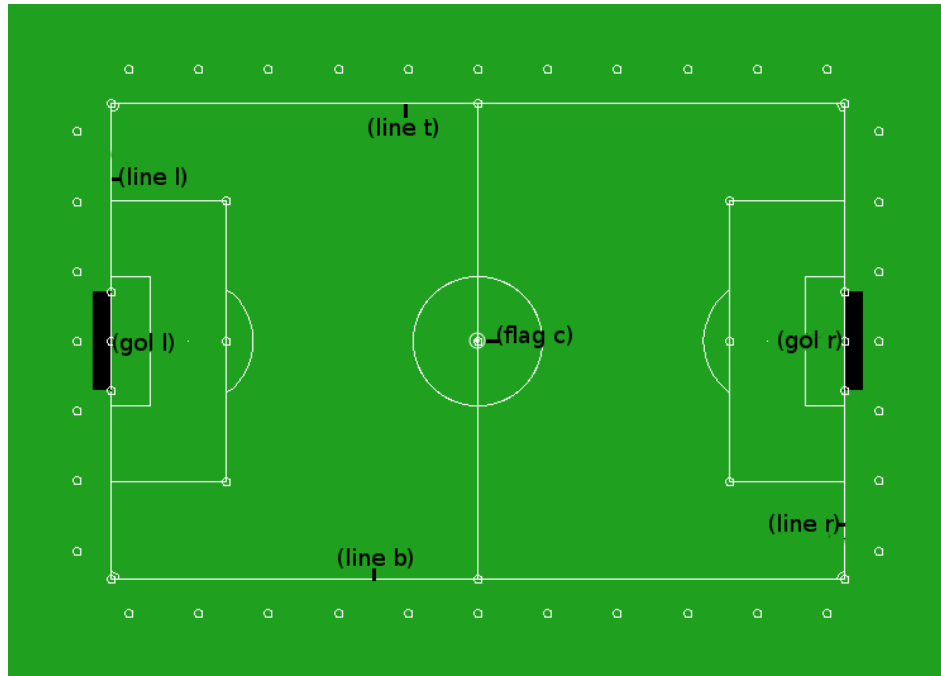 (line t)
(line l)
(flag c)
(gol l)
(gol r)
(line r)
(line b)